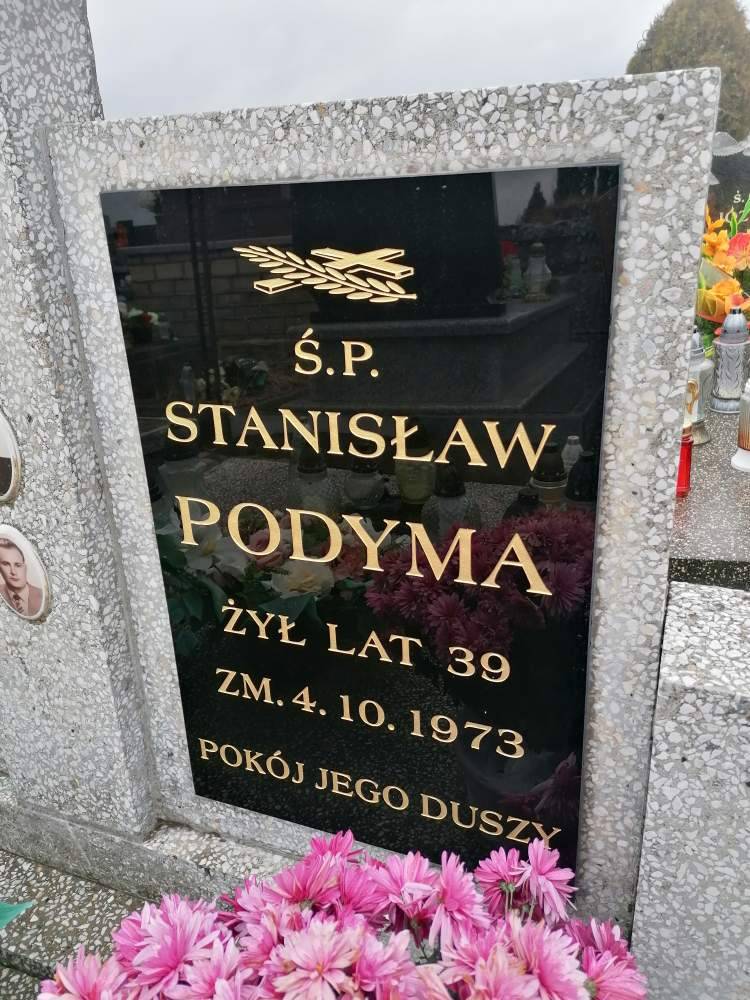 Ś.P.
STANISŁAW
PODYMA
ŻYŁ LAT 39
ZM. 4. 10. 1973
POKÓJ JEGO DUSZY